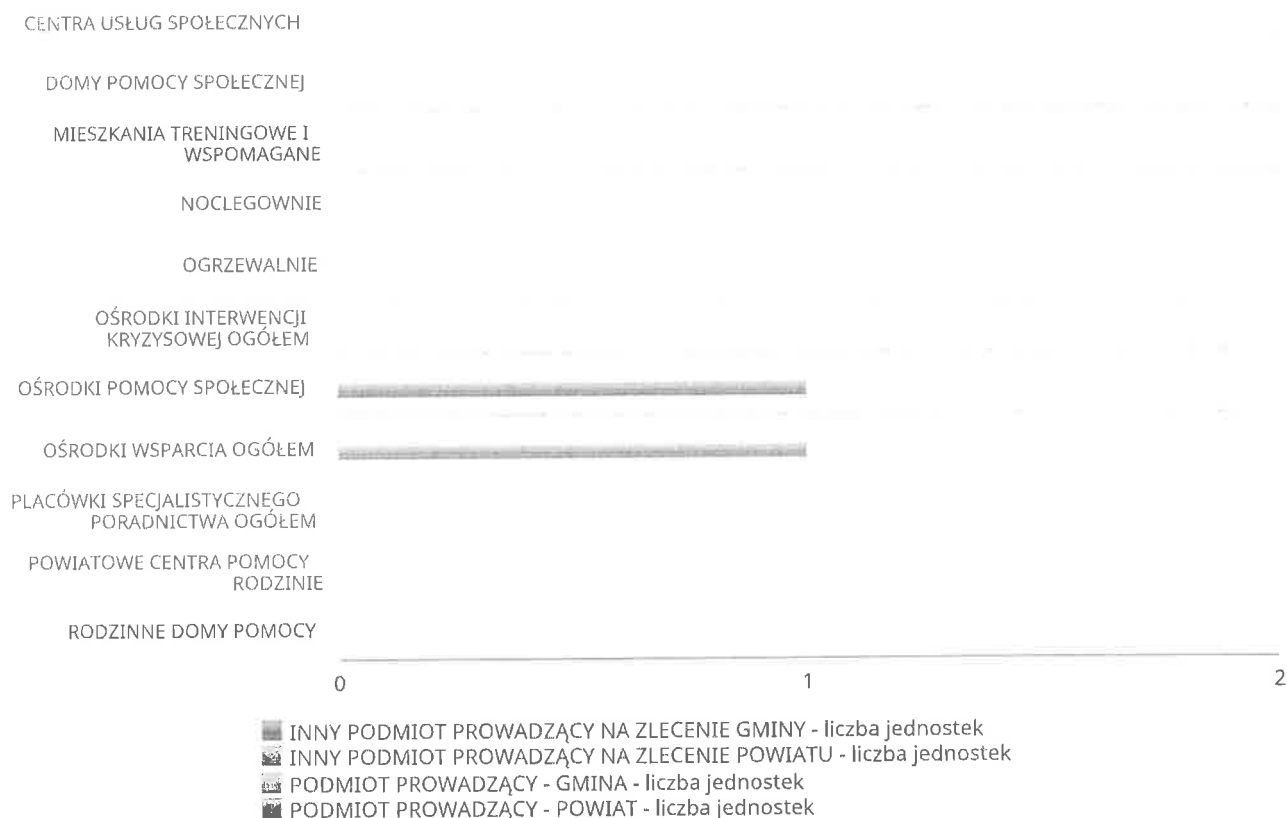 CENTRA USŁUG SPOŁECZNYCH
DOMY POMOCY SPOŁECZNEJ
MIESZKANIA TRENINGOWE I
WSPOMAGANE
NOCLEGOWNIE
OGRZEWALNIE
OŚRODKI INTERWENCJI
KRYZYSOWEJ OGÓŁEM
OŚRODKI POMOCY SPOŁECZNEJ
OŚRODKI WSPARCIA OGÓŁEM
PLACÓWKI SPECJALISTYCZNEGO
PORADNICTWA OGÓŁEM
POWIATOWE CENTRA POMOCY
RODZINIE
RODZINNE DOMY POMOCY
0 1 2
INNY PODMIOT PROWADZĄCY NA ZLECENIE GMINY - liczba jednostek
INNY PODMIOT PROWADZĄCY NA ZLECENIE POWIATU - liczba jednostek
PODMIOT PROWADZĄCY - GMINA - liczba jednostek
PODMIOT PROWADZĄCY - POWIAT - liczba jednostek